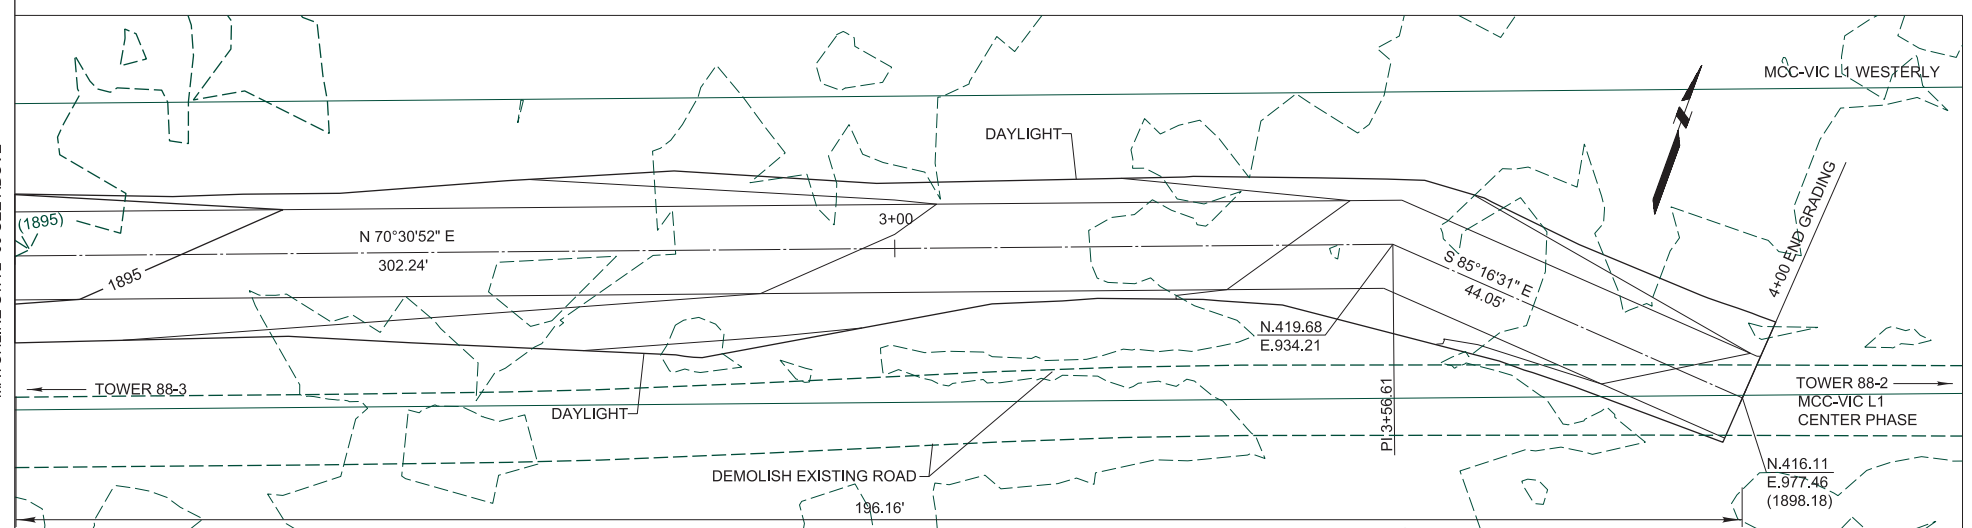 MCC-VIC L1 WESTERLY
DAYLIGHT
(1895)
N 70°30'52" E
302.24'
3+00
1895
S 85°16'31" E
44.05'
4+00 END GRADING
N.419.68
E.934.21
PI 3+56.61
TOWER 88-3
DAYLIGHT
TOWER 88-2
MCC-VIC L1
CENTER PHASE
DEMOLISH EXISTING ROAD
196.16'
N.416.11
E.977.46
(1898.18)